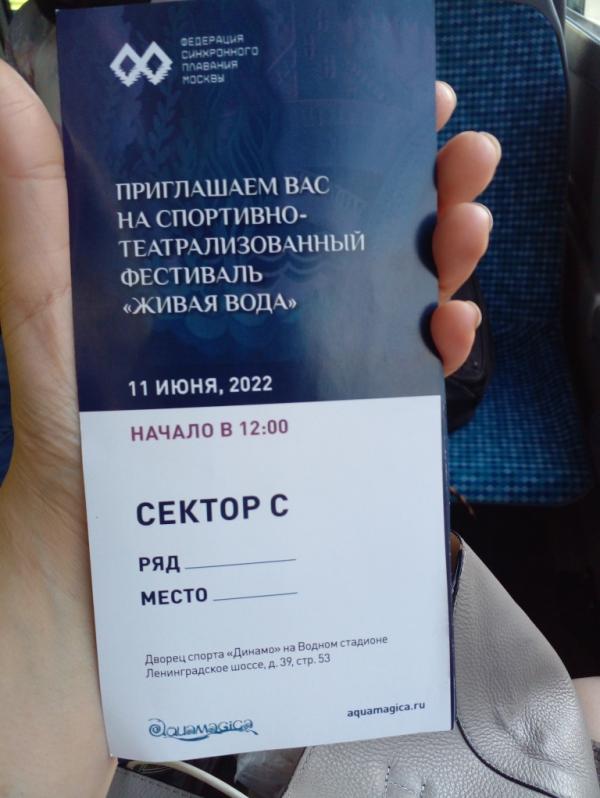 ФЕДЕРАЦИЯ
СИНХРОННОГО
ПЛАВАНИЯ
МОСКВЫ
ПРИГЛАШАЕМ ВАС
НА СПОРТИВНО-
ТЕАТРАЛИЗОВАННЫЙ
ФЕСТИВАЛЬ
«ЖИВАЯ ВОДА»
11 ИЮНЯ, 2022
НАЧАЛО В 12:00
СЕКТОР С
РЯД
МЕСТО
Дворец спорта «Динамо» на Водном стадионе
Ленинградское шоссе, д. 39, стр. 53
aquamagica.ru
aquamagica